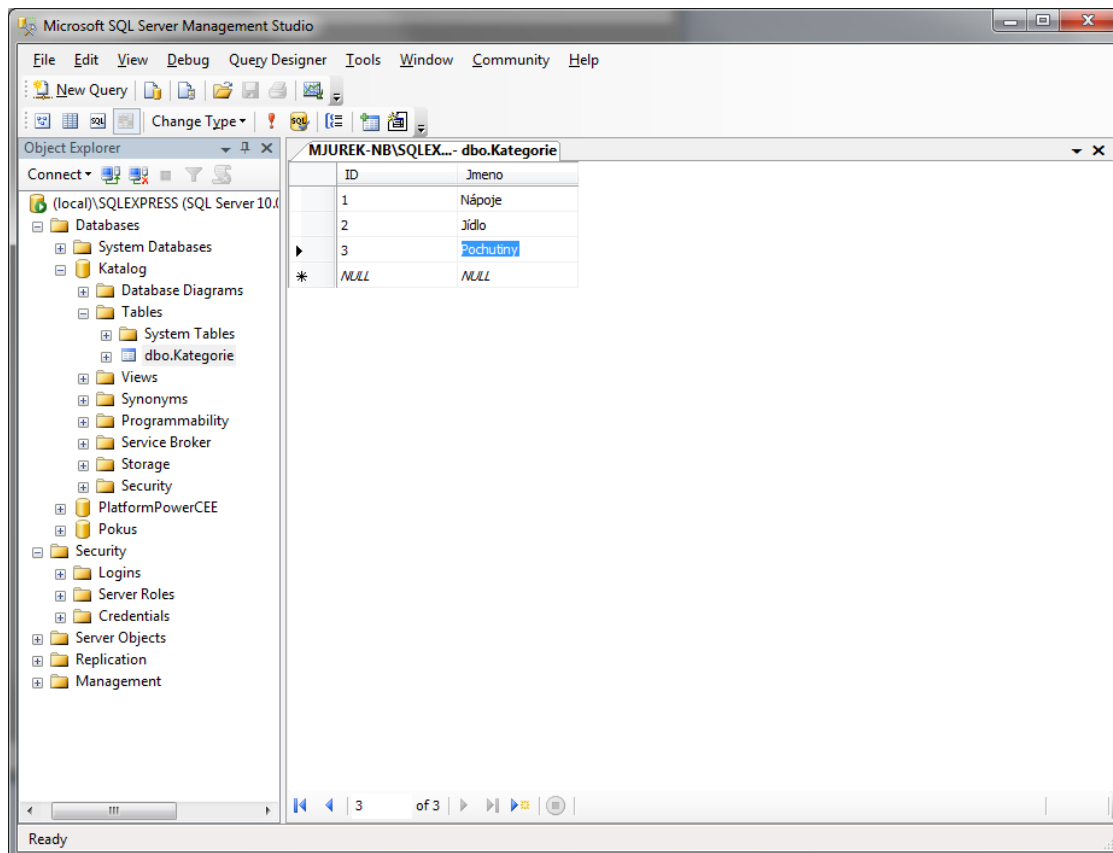 Microsoft SQL Server Management Studio
File Edit View Debug Query Designer Tools Window Community Help
New Query
Change Type
Object Explorer
MJUREK-NB\SQLEX...- dbo.Kategorie
Connect
ID Jmeno
(local)\SQLEXPRESS (SQL Server 10.0
1 Nápoje
Databases
2 Jídlo
System Databases
3 Pochutiny
Katalog
NULL NULL
Database Diagrams
Tables
System Tables
dbo.Kategorie
Views
Synonyms
Programmability
Service Broker
Storage
Security
PlatformPowerCEE
Pokus
Security
Logins
Server Roles
Credentials
Server Objects
Replication
Management
3 of 3
Ready